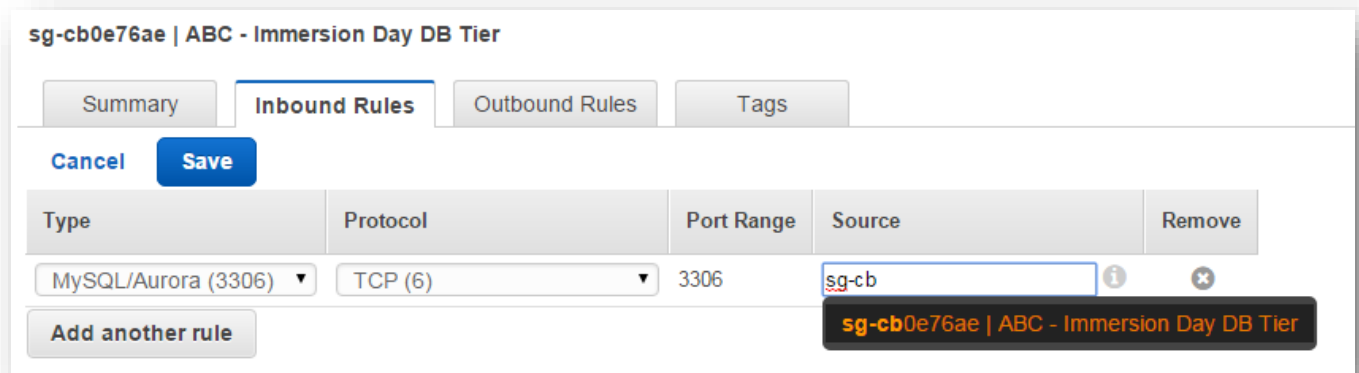 sg-cb0e76ae | ABC - Immersion Day DB Tier
Summary Inbound Rules Outbound Rules Tags
Cancel Save
Type Protocol Port Range Source Remove
MySQL/Aurora (3306) TCP (6) 3306 sg-cb
sg-cb0e76ae | ABC - Immersion Day DB Tier
Add another rule